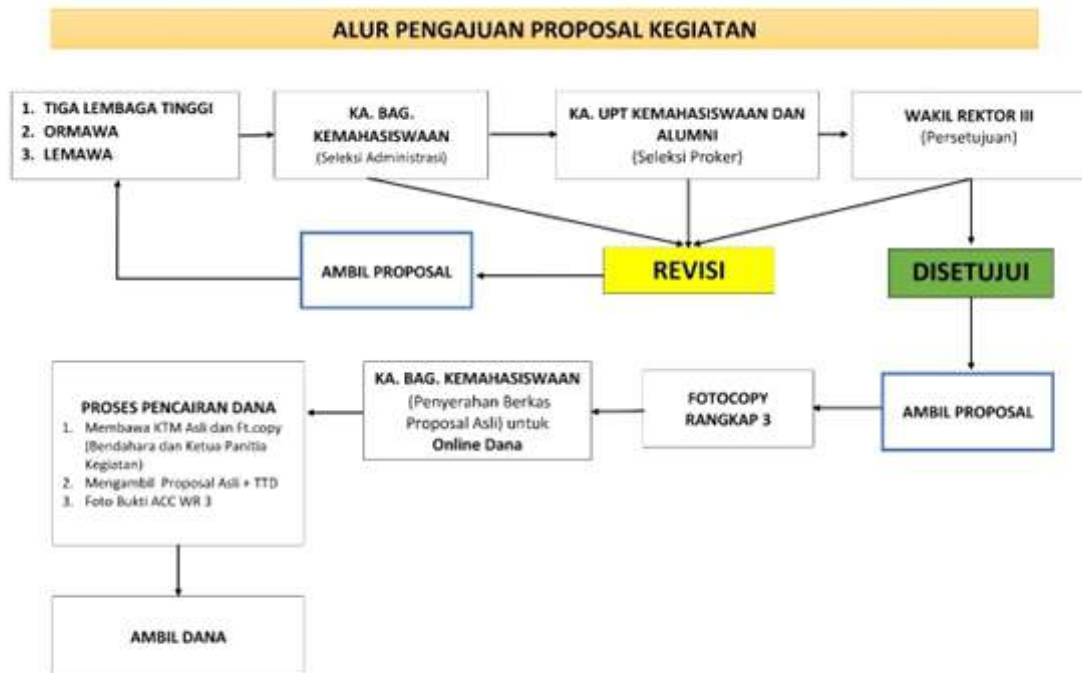 ALUR PENGAJUAN PROPOSAL KEGIATAN
1. TIGA LEMBAGA TINGGI
2. ORMAWA
3. LEMAWA
KA. BAG.
KEMAHASISWAAN
(Seleksi Administrasi)
KA. UPT KEMAHASISWAAN DAN
ALUMNI
(Seleksi Proker)
WAKIL REKTOR III
(Persetujuan)
AMBIL PROPOSAL
REVISI
DISETUJUI
PROSES PENCAIRAN DANA
1. Membawa KTM Asli dan Ft.copy
(Bendahara dan Ketua Panitia
Kegiatan)
2. Mengambil Proposal Asli + TTD
3. Foto Bukti ACC WR 3
KA. BAG. KEMAHASISWAAN
(Penyerahan Berkas
Proposal Asli) untuk
Online Dana
FOTOCOPY
RANGKAP 3
AMBIL PROPOSAL
AMBIL DANA